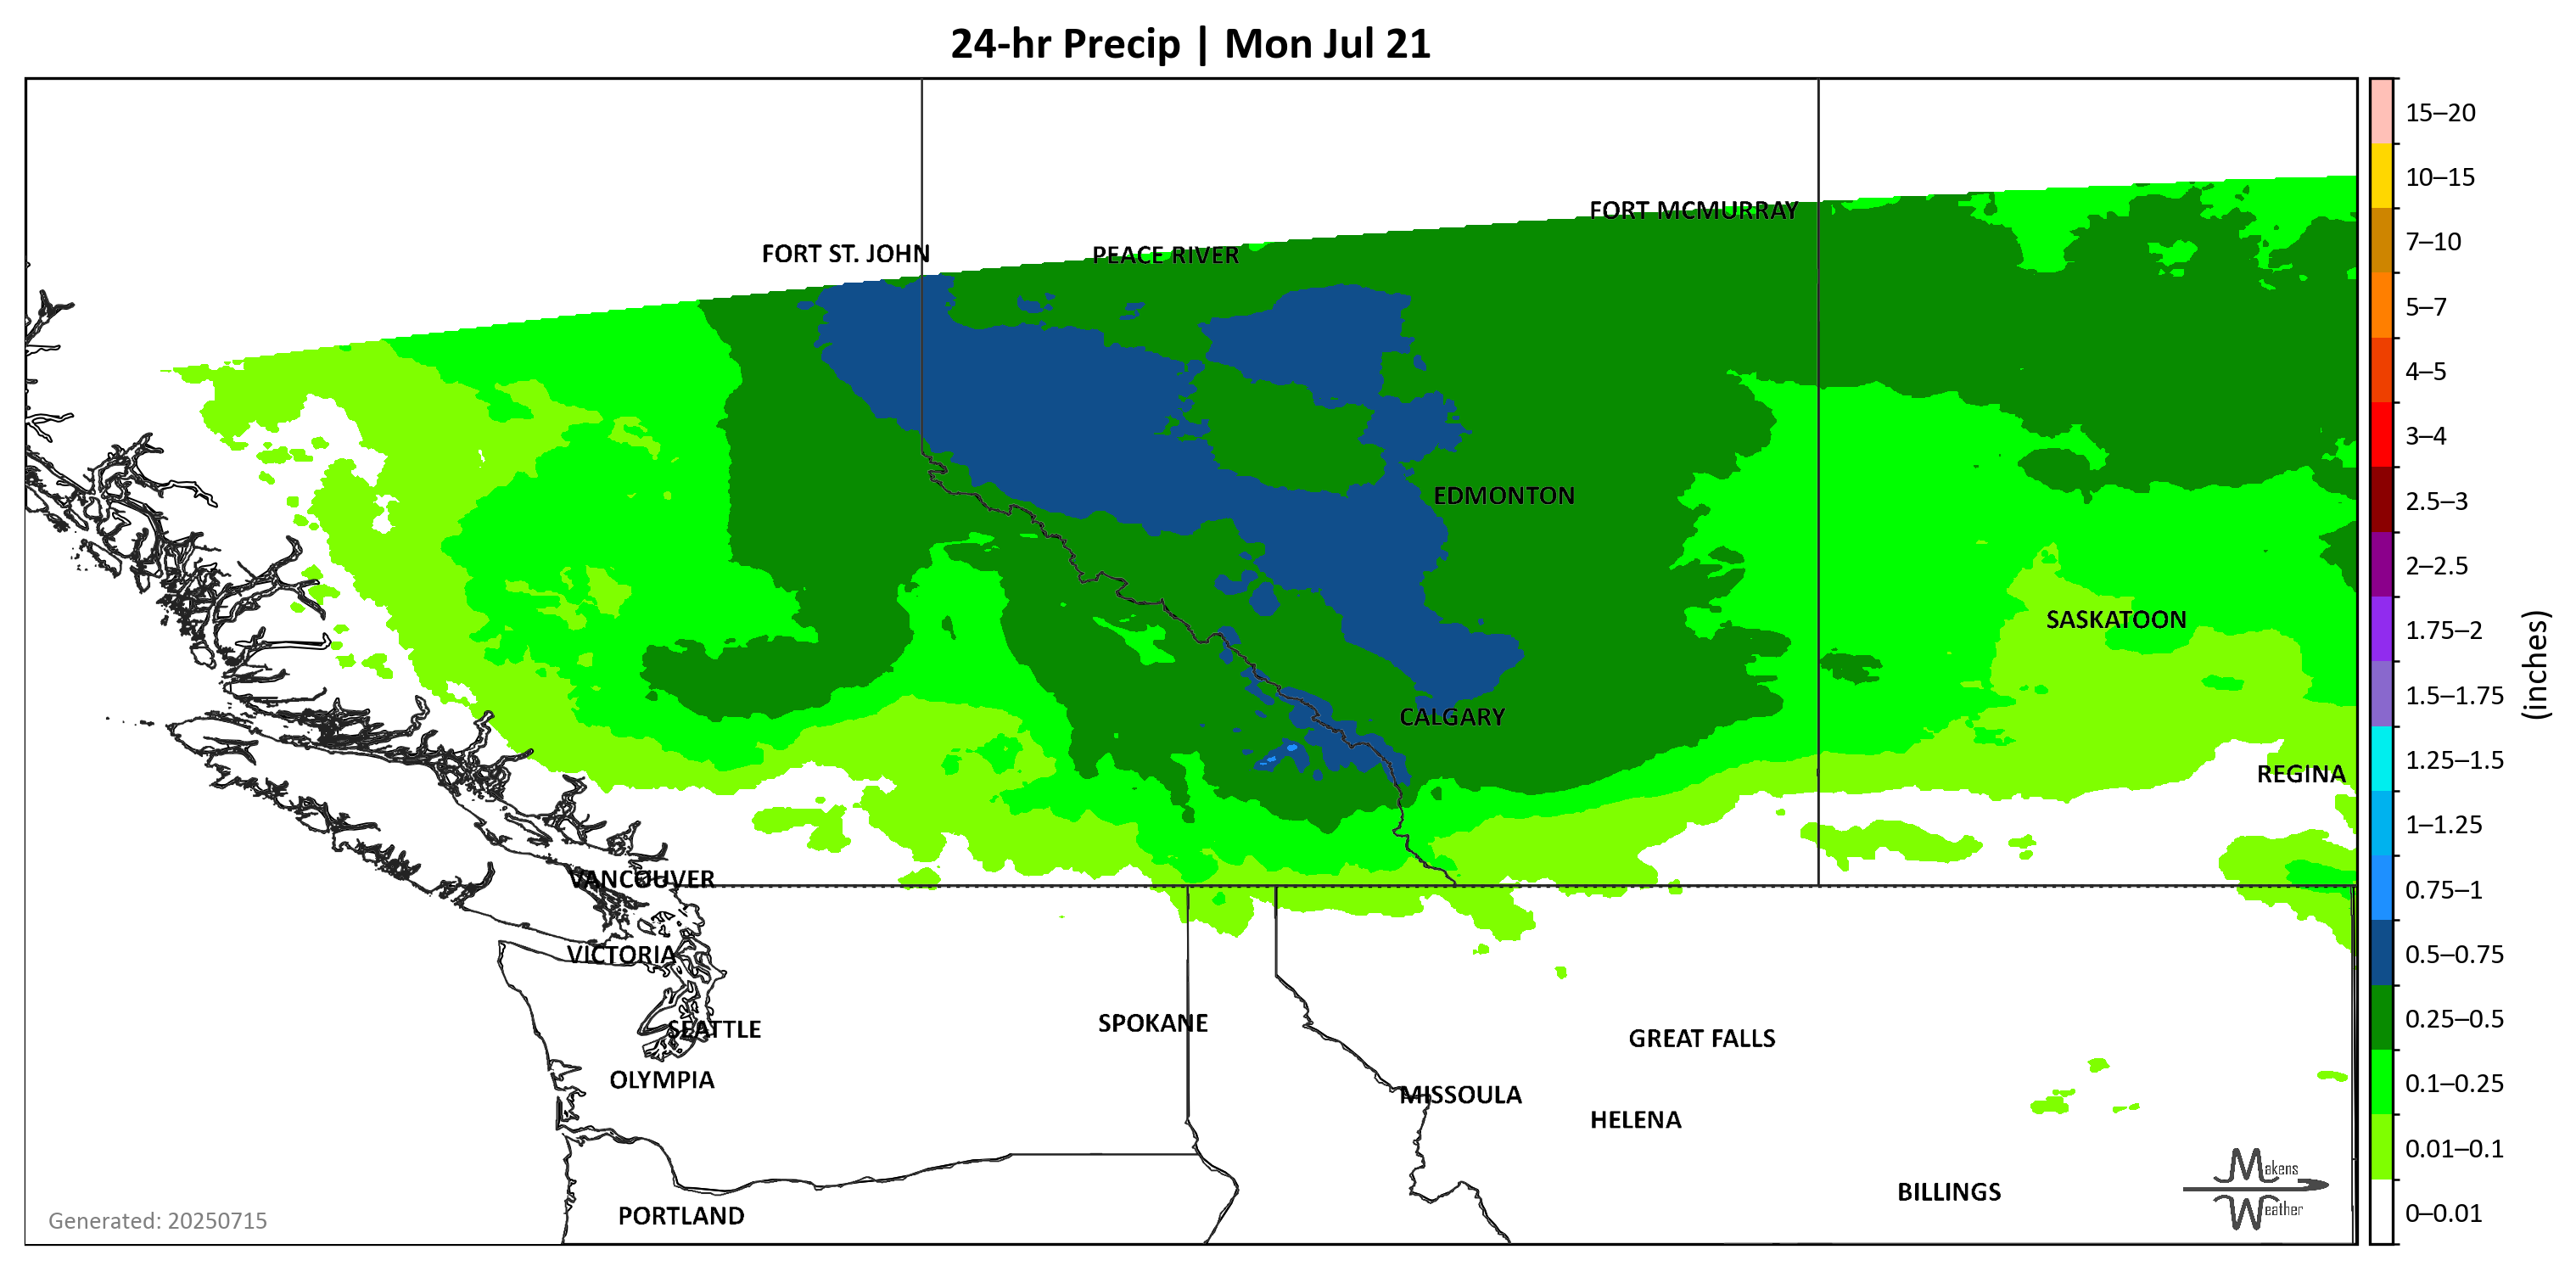 24-hr Precip | Mon Jul 21
15–20
10–15
FORT MCMURRAY
7–10
FORT ST. JOHN
PEACE RIVER
5–7
4–5
3–4
EDMONTON
2.5–3
2–2.5
SASKATOON
1.75–2
(inches)
1.5–1.75
CALGARY
1.25–1.5
REGINA
1–1.25
VANCOUVER
0.75–1
VICTORIA
0.5–0.75
SPOKANE
0.25–0.5
SEATTLE
GREAT FALLS
OLYMPIA
0.1–0.25
MISSOULA
HELENA
0.01–0.1
Makens
Weather
BILLINGS
PORTLAND
0–0.01
Generated: 20250715